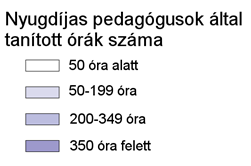 Nyugdíjas pedagógusok által
tanított órák száma
50 óra alatt
50-199 óra
200-349 óra
350 óra felett